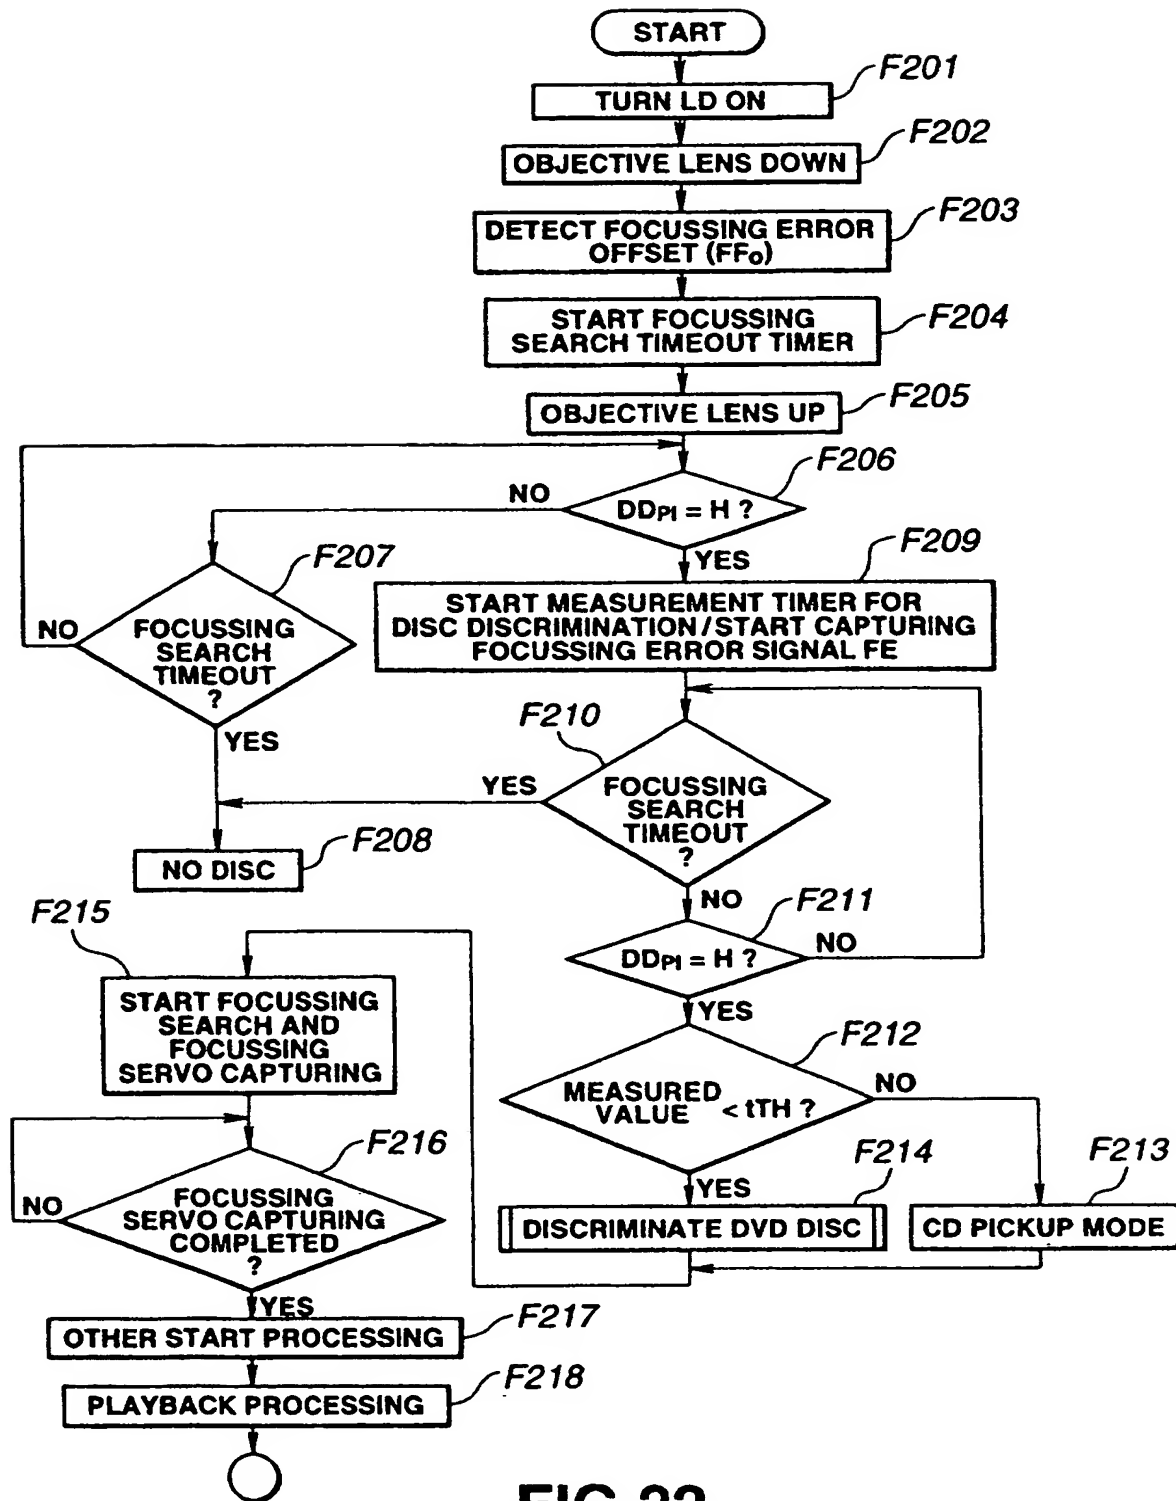 START
F201
TURN LD ON
F202
OBJECTIVE LENS DOWN
F203
DETECT FOCUSSING ERROR
OFFSET (FFo)
F204
START FOCUSSING
SEARCH TIMEOUT TIMER
F205
OBJECTIVE LENS UP
F206
NO
DDPI = H ?
YES
F209
F207
START MEASUREMENT TIMER FOR
DISC DISCRIMINATION/START CAPTURING
FOCUSSING ERROR SIGNAL FE
NO
FOCUSSING
SEARCH
TIMEOUT
?
YES
F210
YES
FOCUSSING
SEARCH
TIMEOUT
?
F208
NO DISC
NO
F211
F215
DDPI = H ?
NO
YES
START FOCUSSING
SEARCH AND
FOCUSSING
SERVO CAPTURING
F212
MEASURED
VALUE < tTH ?
NO
F216
F214
F213
YES
NO
FOCUSSING
SERVO CAPTURING
COMPLETED
?
DISCRIMINATE DVD DISC
CD PICKUP MODE
YES
F217
OTHER START PROCESSING
F218
PLAYBACK PROCESSING